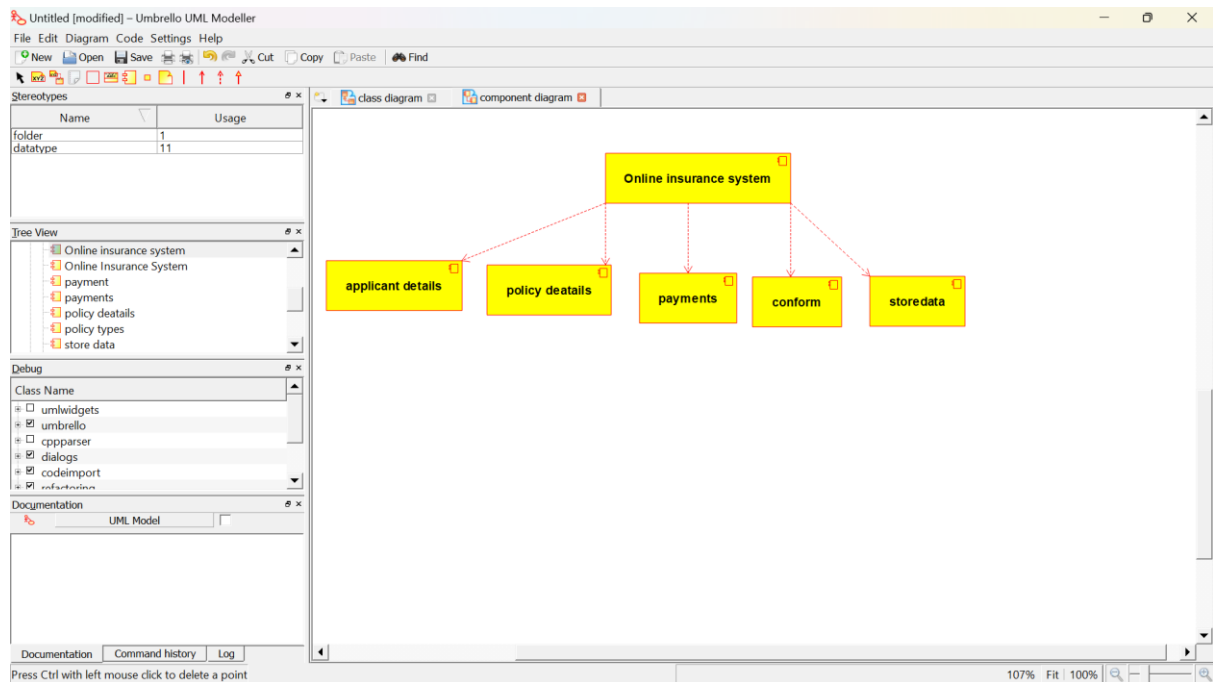 Untitled [modified] – Umbrello UML Modeller
File Edit Diagram Code Settings Help
New Open Save Cut Copy Paste Find
XYZ
Stereotypes
Name Usage
folder 1
datatype 11
Tree View
Online insurance system
Online Insurance System
payment
payments
policy deatails
policy types
store data
Debug
Class Name
umlwidgets
umbrello
cppparser
dialogs
codeimport
refactoring
Documentation
UML Model
Documentation Command history Log
Press Ctrl with left mouse click to delete a point
class diagram component diagram
Online insurance system
applicant details
policy deatails
payments
conform
storedata
107% Fit 100%